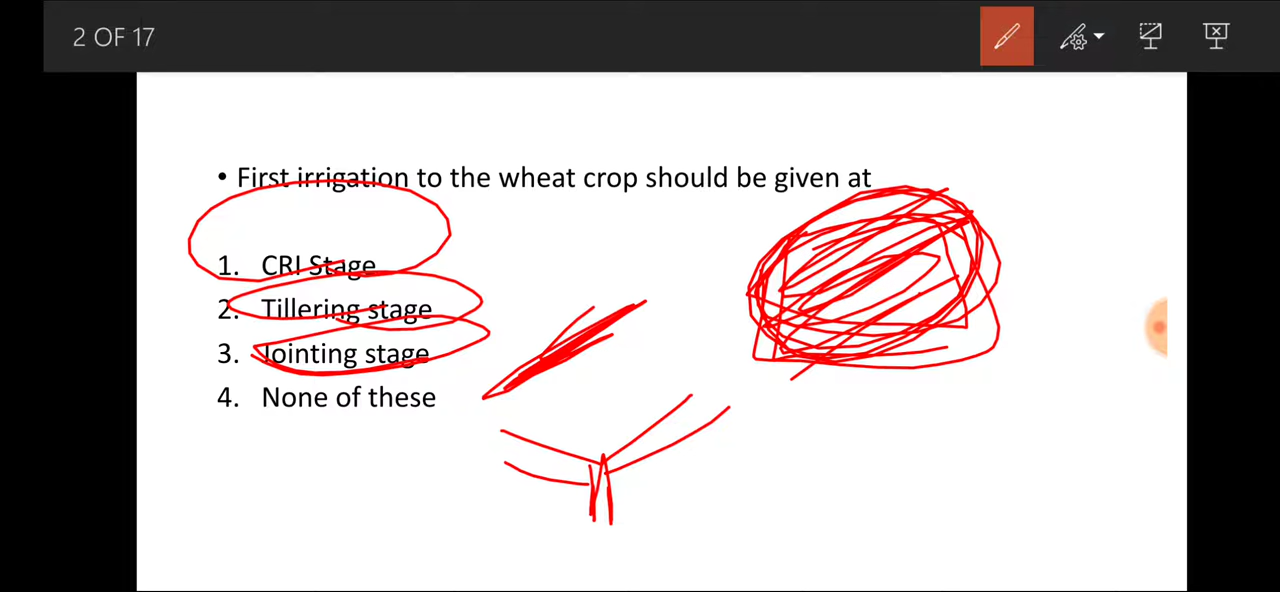 2 OF 17
• First irrigation to the wheat crop should be given at
1. CRI Stage
2. Tillering stage
3. Jointing stage
4. None of these